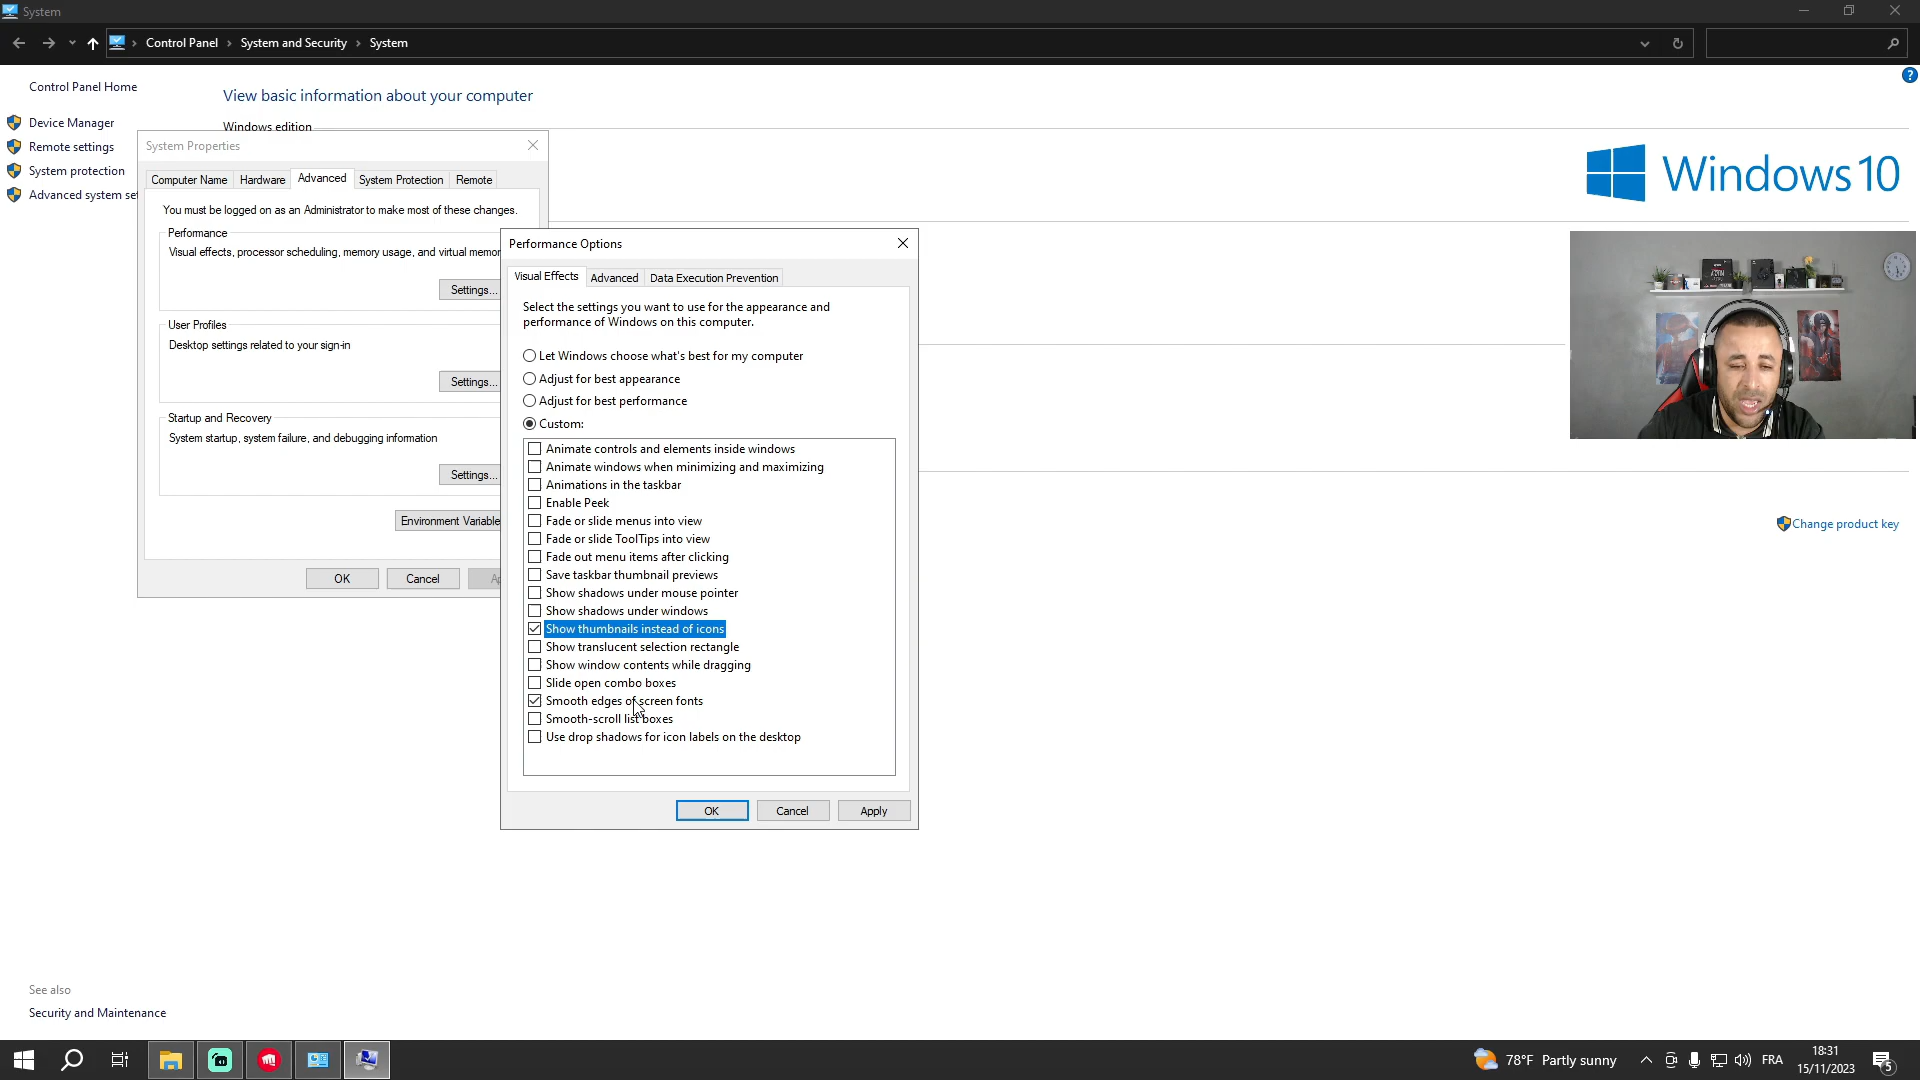 System
Control Panel > System and Security > System
Control Panel Home
Device Manager
Remote settings
System protection
Advanced system set
View basic information about your computer
Windows edition
Windows 10
Change product key
System Properties
Computer Name Hardware Advanced System Protection Remote
You must be logged on as an Administrator to make most of these changes.
Performance
Visual effects, processor scheduling, memory usage, and virtual memor
Settings...
User Profiles
Desktop settings related to your sign-in
Settings...
Startup and Recovery
System startup, system failure, and debugging information
Settings...
Environment Variable
OK Cancel Ap
Performance Options
Visual Effects Advanced Data Execution Prevention
Select the settings you want to use for the appearance and
performance of Windows on this computer.
Let Windows choose what's best for my computer
Adjust for best appearance
Adjust for best performance
Custom:
Animate controls and elements inside windows
Animate windows when minimizing and maximizing
Animations in the taskbar
Enable Peek
Fade or slide menus into view
Fade or slide ToolTips into view
Fade out menu items after clicking
Save taskbar thumbnail previews
Show shadows under mouse pointer
Show shadows under windows
Show thumbnails instead of icons
Show translucent selection rectangle
Show window contents while dragging
Slide open combo boxes
Smooth edges of screen fonts
Smooth-scroll list boxes
Use drop shadows for icon labels on the desktop
OK Cancel Apply
See also
Security and Maintenance
78°F Partly sunny
FRA
18:31
15/11/2023
5